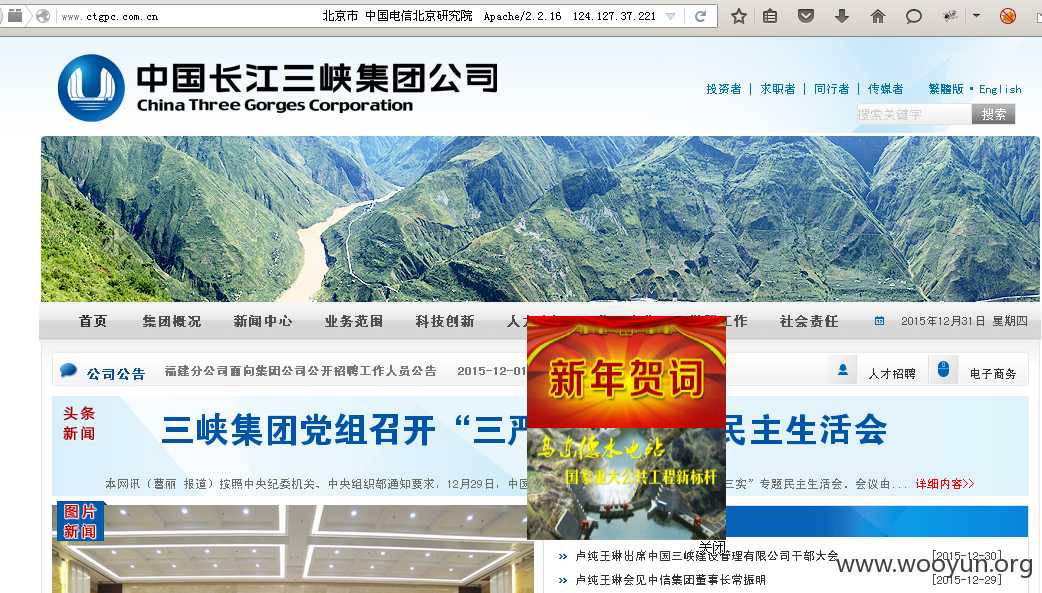 www.ctgpc.com.cn 北京市 中国电信北京研究院 Apache/2.2.16 124.127.37.221
中国长江三峡集团公司
China Three Gorges Corporation
投资者 | 求职者 | 同行者 | 传媒者 繁體版 • English
搜索关键字 搜索
首页 集团概况 新闻中心 业务范围 科技创新 人 工作 社会责任 2015年12月31日 星期四
公司公告 福建分公司面向集团公司公开招聘工作人员公告 2015-12-01 人才招聘 电子商务
新年贺词
头条
新闻
三峡集团党组召开“三严 民主生活会
乌东德水电站
国家重大公共工程新标杆
本网讯（葛丽 报道）按照中央纪委机关、中央组织部通知要求，12月29日，中国 三实”专题民主生活会。会议由... 详细内容>>
图片
新闻
关闭
» 卢纯王琳出席中国三峡建设管理有限公司干部大会 [2015-12-30]
» 卢纯王琳会见中信集团董事长常振明 [2015-12-29]
www.wooyun.org